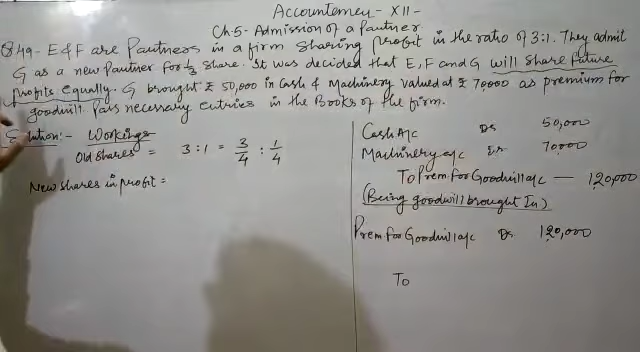 Accountancy - XII -
Ch-5- Admission of a Partner
Q.49- E & F are Partners in a firm sharing profit in the ratio of 3:1. They admit
G as a new Partner for 1/3 share. It was decided that E, F and G will share future
profits equally. G brought ₹ 50,000 in Cash & Machinery valued at ₹ 70000 as premium for
goodwill. Pass necessary entries in the Books of the firm.
Solution:- Workings
Old Shares = 3:1 = 3/4 : 1/4
New shares in profit =
Cash A/c Dr 50,000
Machinery a/c Dr 70000
To Prem for Goodwill a/c — 120,000
(Being goodwill brought In)
Prem for Goodwill a/c Dr 120,000
To